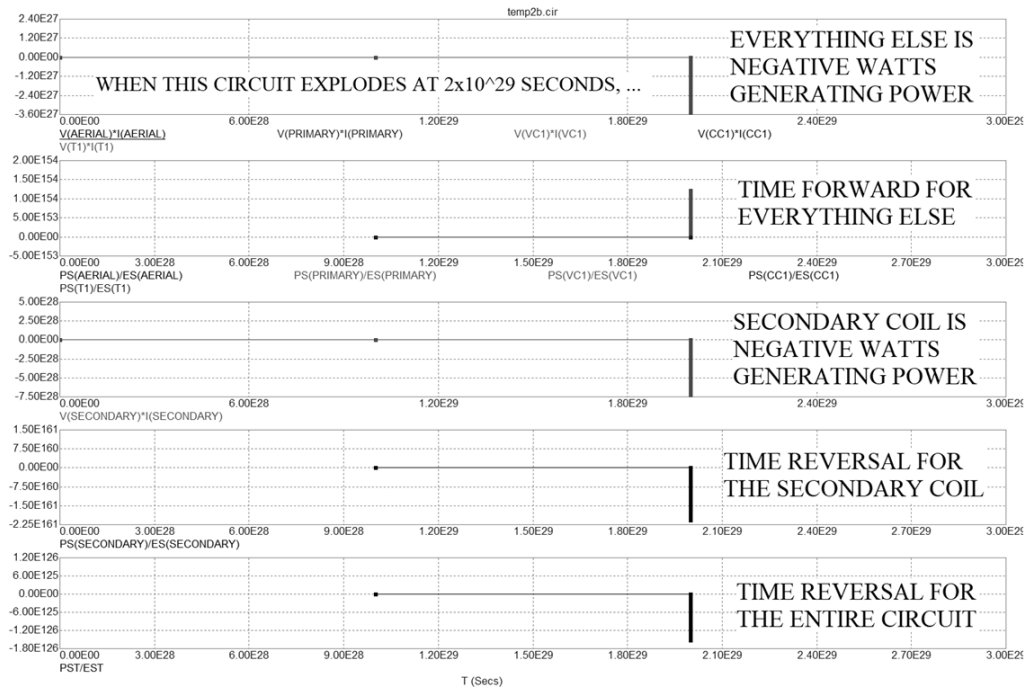 temp2b.cir
2.40E27
1.20E27
0.00E00
-1.20E27
-2.40E27
-3.60E27
WHEN THIS CIRCUIT EXPLODES AT 2x10^29 SECONDS, ...
EVERYTHING ELSE IS
NEGATIVE WATTS
GENERATING POWER
0.00E00 6.00E28 1.20E29 1.80E29 2.40E29 3.00E29
V(AERIAL)*I(AERIAL) V(PRIMARY)*I(PRIMARY) V(VC1)*I(VC1) V(CC1)*I(CC1)
V(T1)*I(T1)
2.00E154
1.50E154
1.00E154
5.00E153
0.00E00
-5.00E153
TIME FORWARD FOR
EVERYTHING ELSE
0.00E00 3.00E28 6.00E28 9.00E28 1.20E29 1.50E29 1.80E29 2.10E29 2.40E29 2.70E29 3.00E29
PS(AERIAL)/ES(AERIAL) PS(PRIMARY)/ES(PRIMARY) PS(VC1)/ES(VC1) PS(CC1)/ES(CC1)
PS(T1)/ES(T1)
5.00E28
2.50E28
0.00E00
-2.50E28
-5.00E28
-7.50E28
SECONDARY COIL IS
NEGATIVE WATTS
GENERATING POWER
0.00E00 6.00E28 1.20E29 1.80E29 2.40E29 3.00E29
V(SECONDARY)*I(SECONDARY)
1.50E161
7.50E160
0.00E00
-7.50E160
-1.50E161
-2.25E161
TIME REVERSAL FOR
THE SECONDARY COIL
0.00E00 3.00E28 6.00E28 9.00E28 1.20E29 1.50E29 1.80E29 2.10E29 2.40E29 2.70E29 3.00E29
PS(SECONDARY)/ES(SECONDARY)
1.20E126
6.00E125
0.00E00
-6.00E125
-1.20E126
-1.80E126
TIME REVERSAL FOR
THE ENTIRE CIRCUIT
0.00E00 3.00E28 6.00E28 9.00E28 1.20E29 1.50E29 1.80E29 2.10E29 2.40E29 2.70E29 3.00E29
PST/EST
T (Secs)